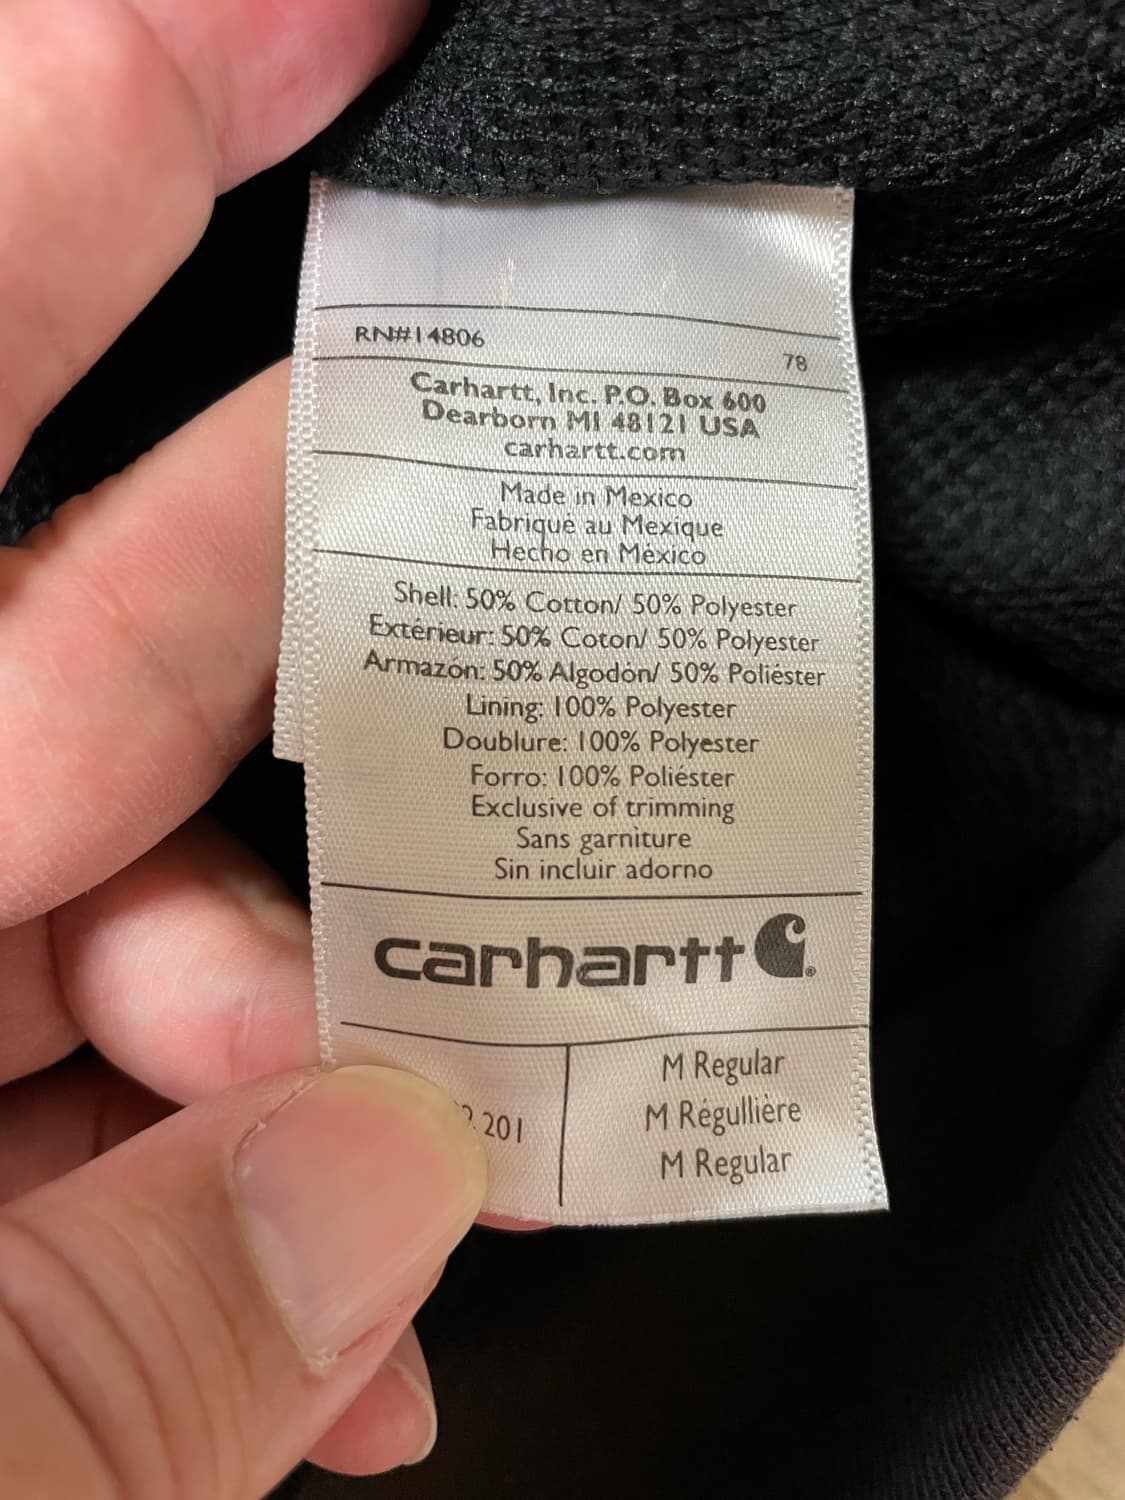 RN#14806
78
Carhartt, Inc. P.O. Box 600
Dearborn MI 48121 USA
carhartt.com
Made in Mexico
Fabriqué au Mexique
Hecho en México
Shell: 50% Cotton/ 50% Polyester
Extérieur: 50% Coton/ 50% Polyester
Armazón: 50% Algodón/ 50% Poliéster
Lining: 100% Polyester
Doublure: 100% Polyester
Forro: 100% Poliéster
Exclusive of trimming
Sans garniture
Sin incluir adorno
carhartt
201
M Regular
M Régullière
M Regular